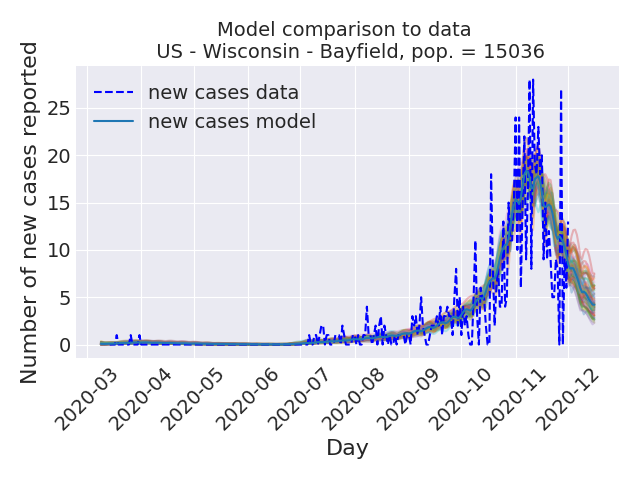 Model comparison to data
US - Wisconsin - Bayfield, pop. = 15036
new cases data
new cases model
Number of new cases reported
25
20
15
10
5
0
2020-03
2020-04
2020-05
2020-06
2020-07
2020-08
2020-09
2020-10
2020-11
2020-12
Day